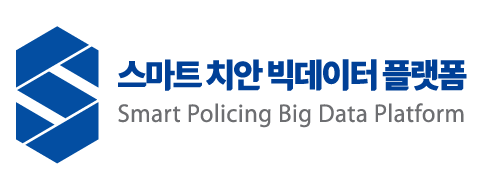 스마트 치안 빅데이터 플랫폼
Smart Policing Big Data Platform